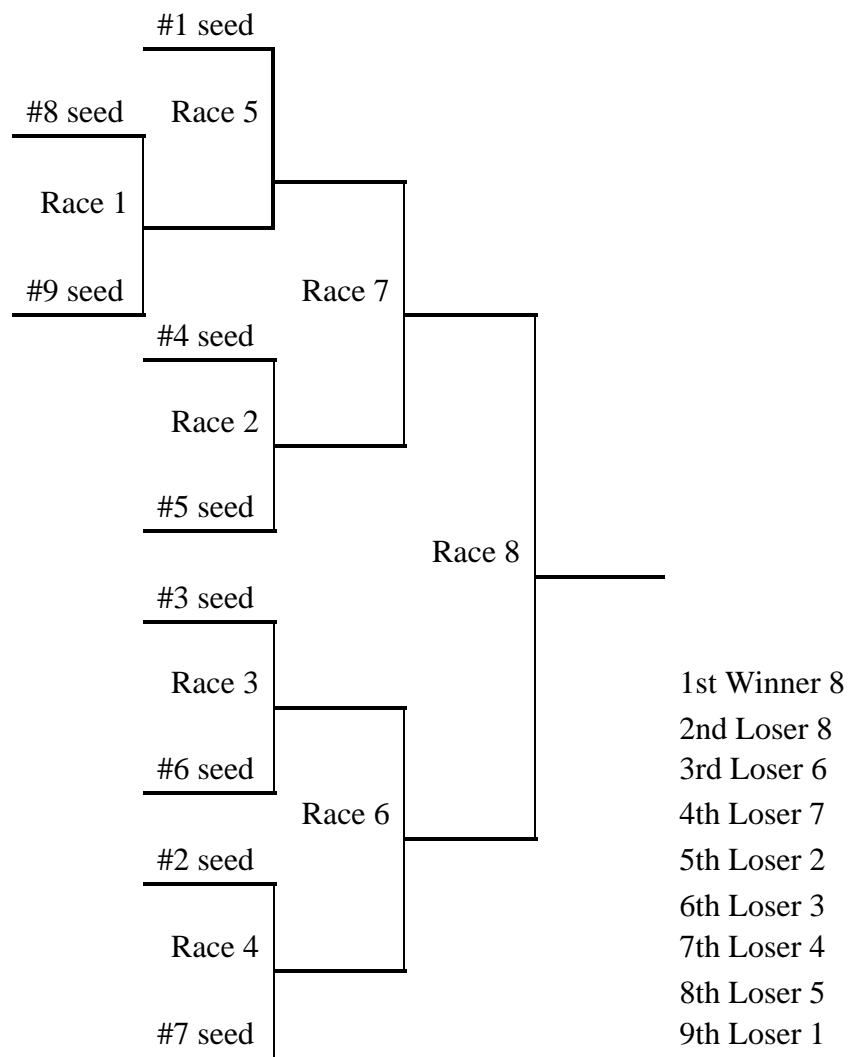 #1 seed
#8 seed
Race 5
Race 1
#9 seed
Race 7
#4 seed
Race 2
#5 seed
Race 8
#3 seed
Race 3
#6 seed
Race 6
#2 seed
Race 4
#7 seed
1st Winner 8
2nd Loser 8
3rd Loser 6
4th Loser 7
5th Loser 2
6th Loser 3
7th Loser 4
8th Loser 5
9th Loser 1